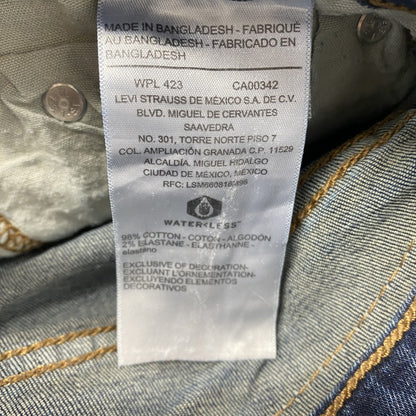 MADE IN BANGLADESH - FABRIQUÉ
AU BANGLADESH - FABRICADO EN
BANGLADESH
WPL 423 CA00342
LEVI STRAUSS DE MÉXICO S.A. DE C.V.
BLVD. MIGUEL DE CERVANTES
SAAVEDRA
NO. 301, TORRE NORTE PISO 7
COL. AMPLIACIÓN GRANADA C.P. 11529
ALCALDÍA. MIGUEL HIDALGO
CIUDAD DE MÉXICO, MÉXICO
RFC:
WATER<LESS
98% COTTON - COTON - ALGODÓN
2% ELASTANE - ÉLASTHANNE -
elastano
EXCLUSIVE OF DECORATION-
EXCLUANT L'ORNEMENTATION-
EXCLUYENDO ELEMENTOS
DECORATIVOS